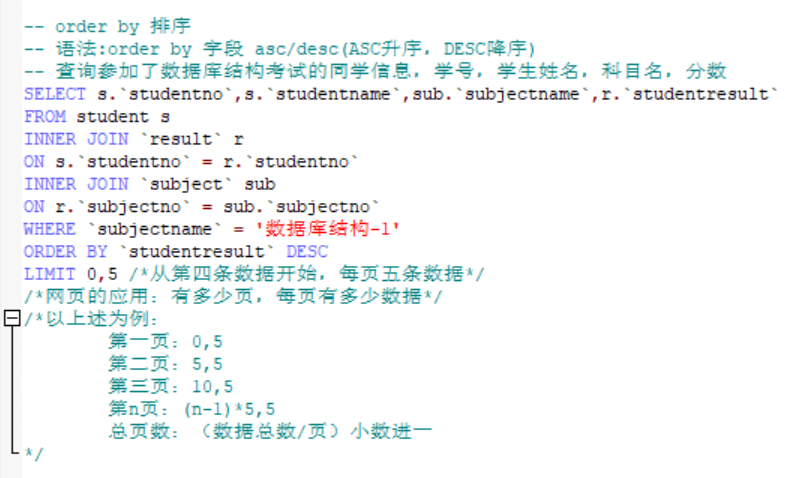 -- order by 排序
-- 语法:order by 字段 asc/desc(ASC升序，DESC降序)
-- 查询参加了数据库结构考试的同学信息，学号，学生姓名，科目名，分数
SELECT s.`studentno`,s.`studentname`,sub.`subjectname`,r.`studentresult`
FROM student s
INNER JOIN `result` r
ON s.`studentno` = r.`studentno`
INNER JOIN `subject` sub
ON r.`subjectno` = sub.`subjectno`
WHERE `subjectname` = '数据库结构-1'
ORDER BY `studentresult` DESC
LIMIT 0,5 /*从第四条数据开始，每页五条数据*/
/*网页的应用：有多少页，每页有多少数据*/
/*以上述为例：
第一页：0,5
第二页：5,5
第三页：10,5
第n页：(n-1)*5,5
总页数：（数据总数/页）小数进一
*/